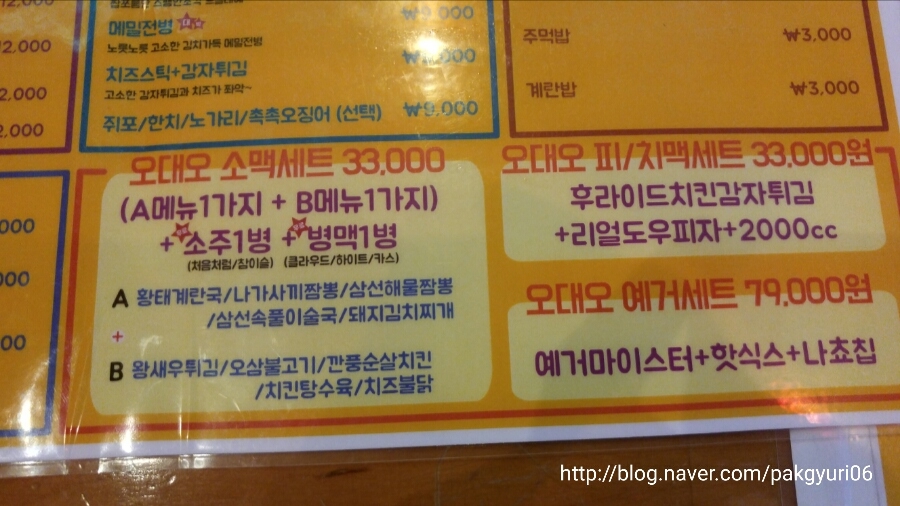 12,000
2,000
2,000
2,000
메밀전병
노릇노릇 고소한 김치가득 메밀전병
치즈스틱+감자튀김
고소한 감자튀김과 치즈가 좌악~
쥐포/한치/노가리/촉촉오징어 (선택) ₩9,000
주먹밥 ₩3,000
계란밥 ₩3,000
오대오 소맥세트 33,000
(A메뉴1가지 + B메뉴1가지)
+ 소주1병 + 병맥1병
(처음처럼/참이슬) (클라우드/하이트/카스)
A 황태계란국/나가사끼짬뽕/삼선해물짬뽕
/삼선속풀이술국/돼지김치찌개
+
B 왕새우튀김/오삼불고기/깐풍순살치킨
/치킨탕수육/치즈불닭
오대오 피/치맥세트 33,000원
후라이드치킨감자튀김
+리얼도우피자+2000cc
오대오 예거세트 79,000원
예거마이스터+핫식스+나쵸칩
http://blog.naver.com/pakgyuri06